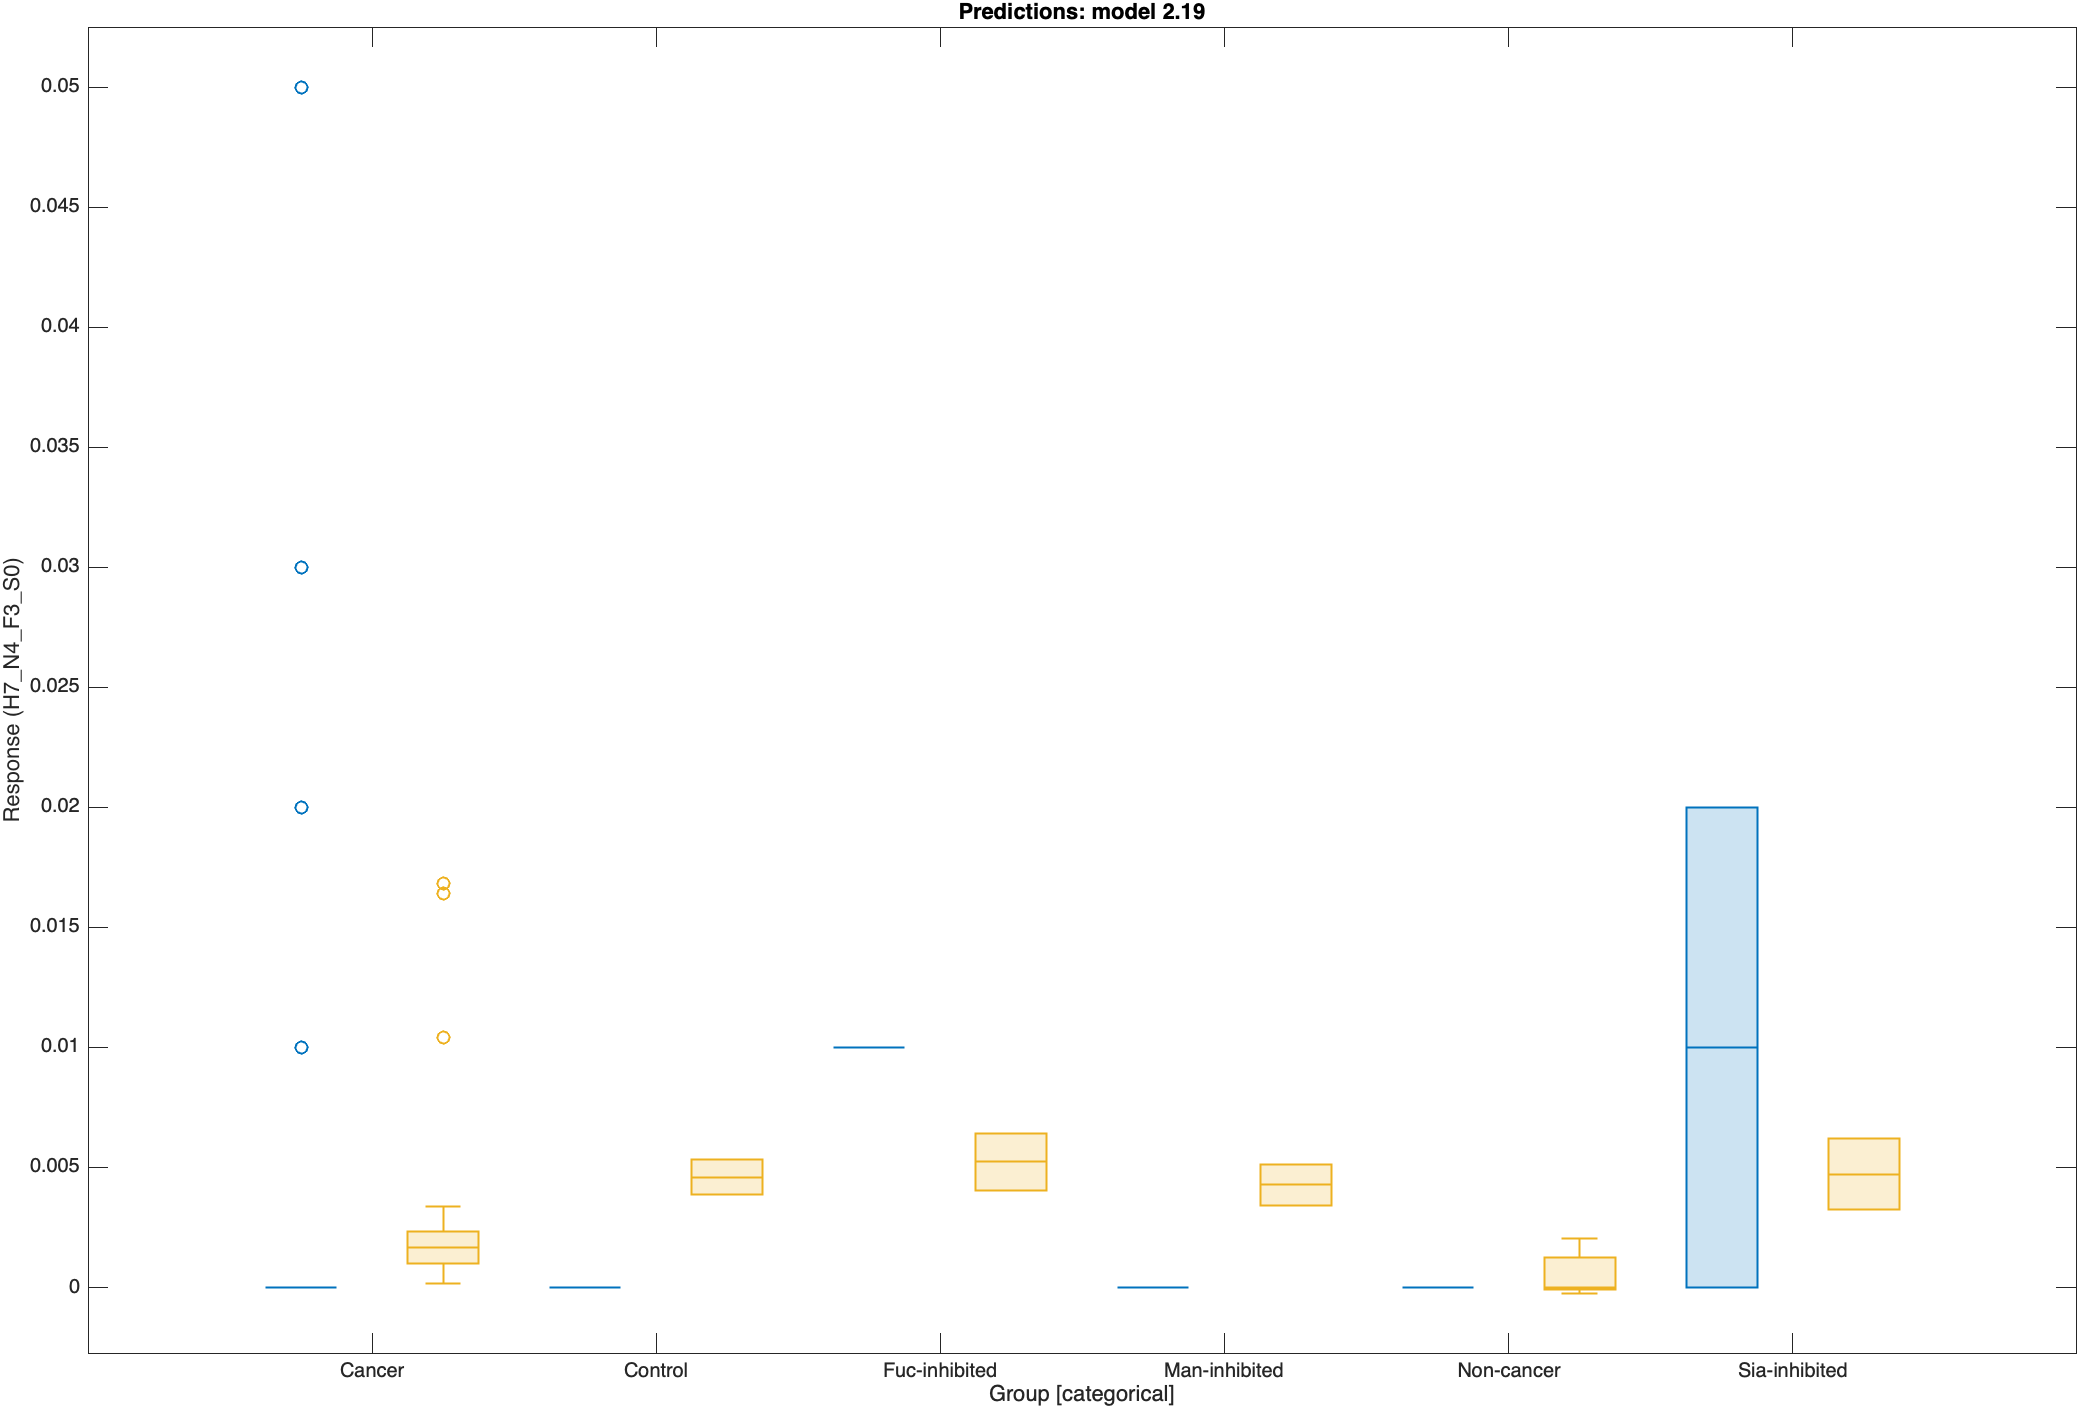 Predictions: model 2.19
0.05
0.045
0.04
0.035
0.03
0.025
0.02
0.015
0.01
0.005
0
Response (H7_N4_F3_S0)
Cancer Control Fuc-inhibited Man-inhibited Non-cancer Sia-inhibited
Group [categorical]